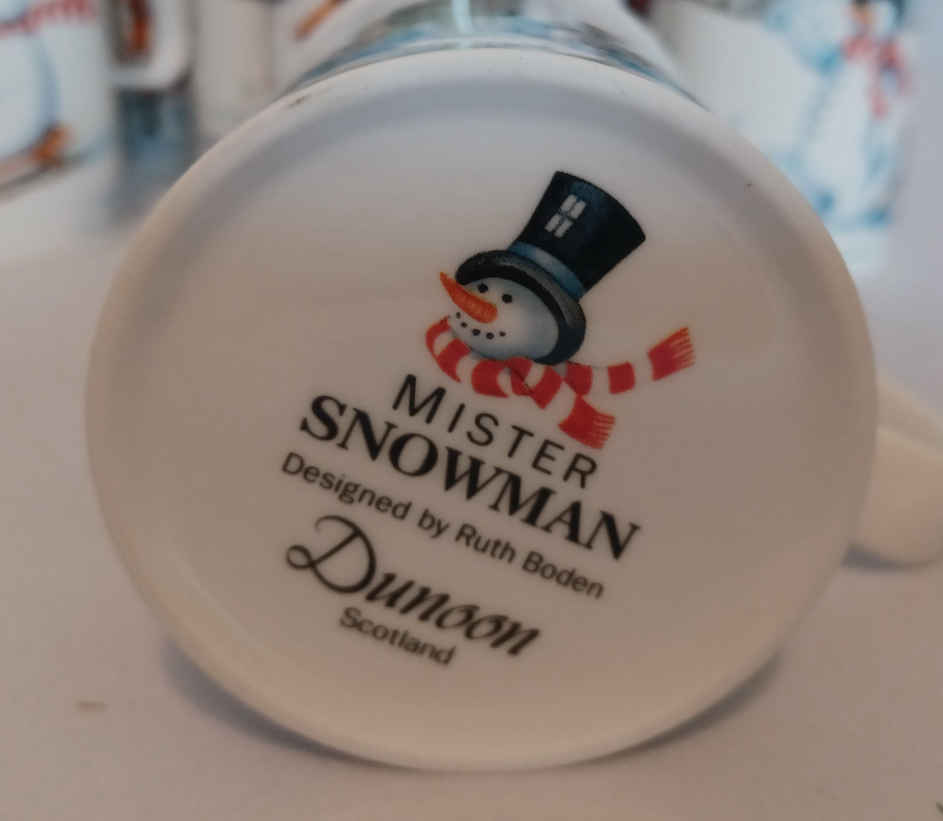 MISTER
SNOWMAN
Designed by Ruth Boden
Dunoon
Scotland